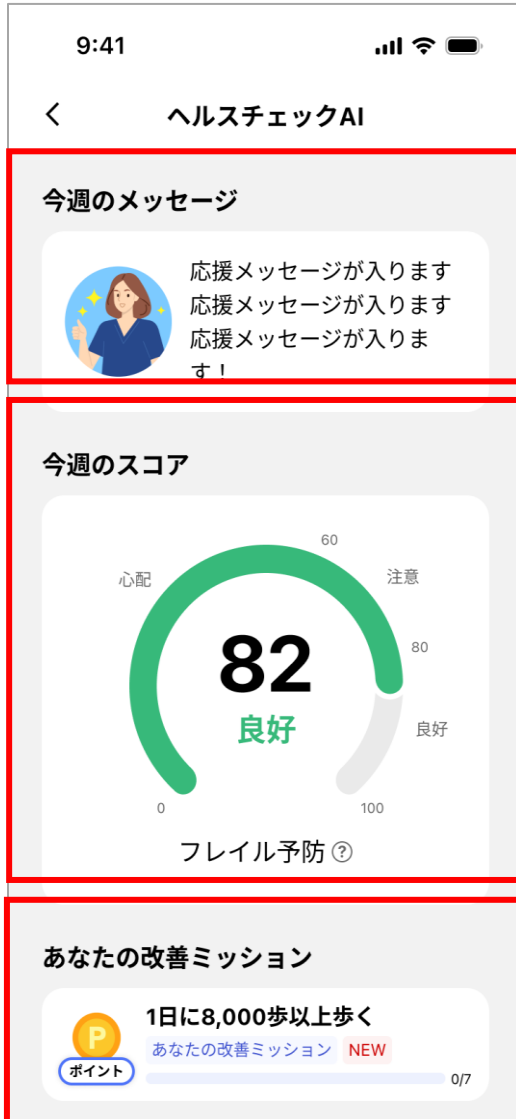 9:41
ヘルスチェックAI
今週のメッセージ
応援メッセージが入ります
応援メッセージが入ります
応援メッセージが入りま
す！
今週のスコア
60
心配
注意
82
80
良好
良好
0
100
フレイル予防 ?
あなたの改善ミッション
P
1日に8,000歩以上歩く
あなたの改善ミッション NEW
ポイント
0/7